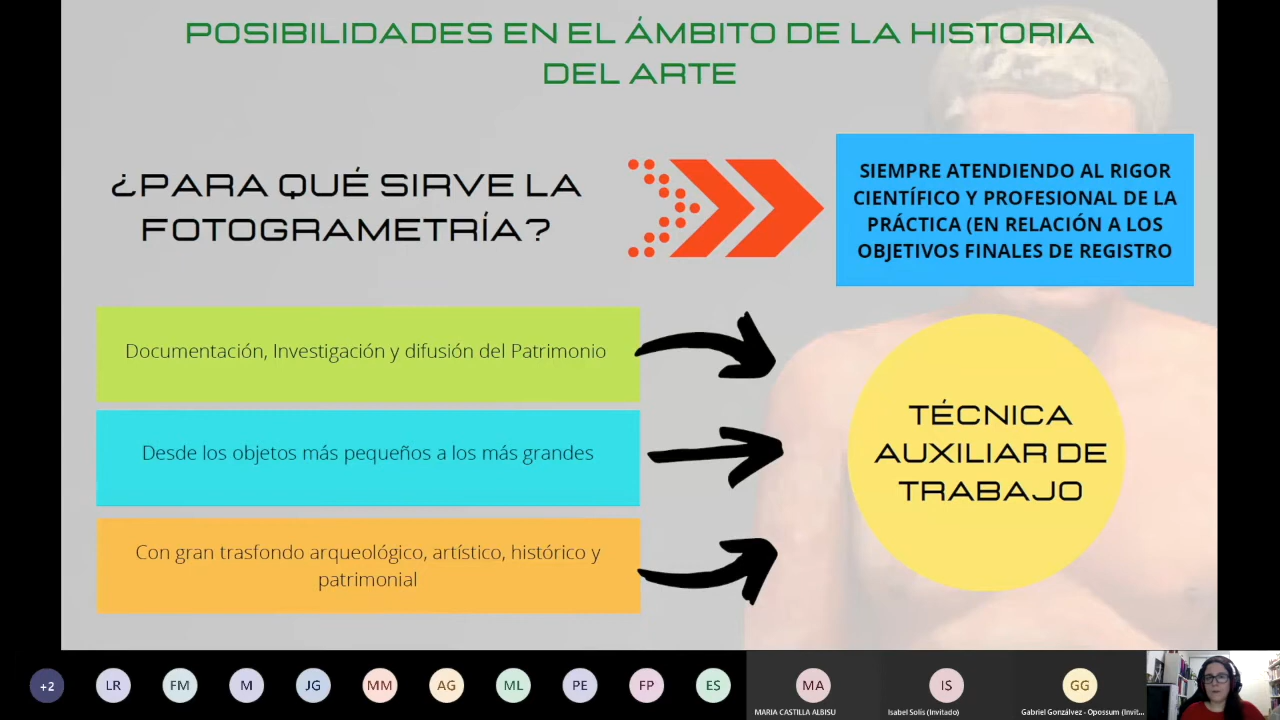 POSIBILIDADES EN EL ÁMBITO DE LA HISTORIA
DEL ARTE
¿PARA QUÉ SIRVE LA
FOTOGRAMETRÍA?
SIEMPRE ATENDIENDO AL RIGOR
CIENTÍFICO Y PROFESIONAL DE LA
PRÁCTICA (EN RELACIÓN A LOS
OBJETIVOS FINALES DE REGISTRO
Documentación, Investigación y difusión del Patrimonio
Desde los objetos más pequeños a los más grandes
Con gran trasfondo arqueológico, artístico, histórico y
patrimonial
TÉCNICA
AUXILIAR DE
TRABAJO
+2
LR
FM
M
JG
MM
AG
ML
PE
FP
ES
MA
IS
GG
MARIA CASTILLA ALBISU
Isabel Solís (Invitado)
Gabriel Gonzálvez - Opossum (Invit...